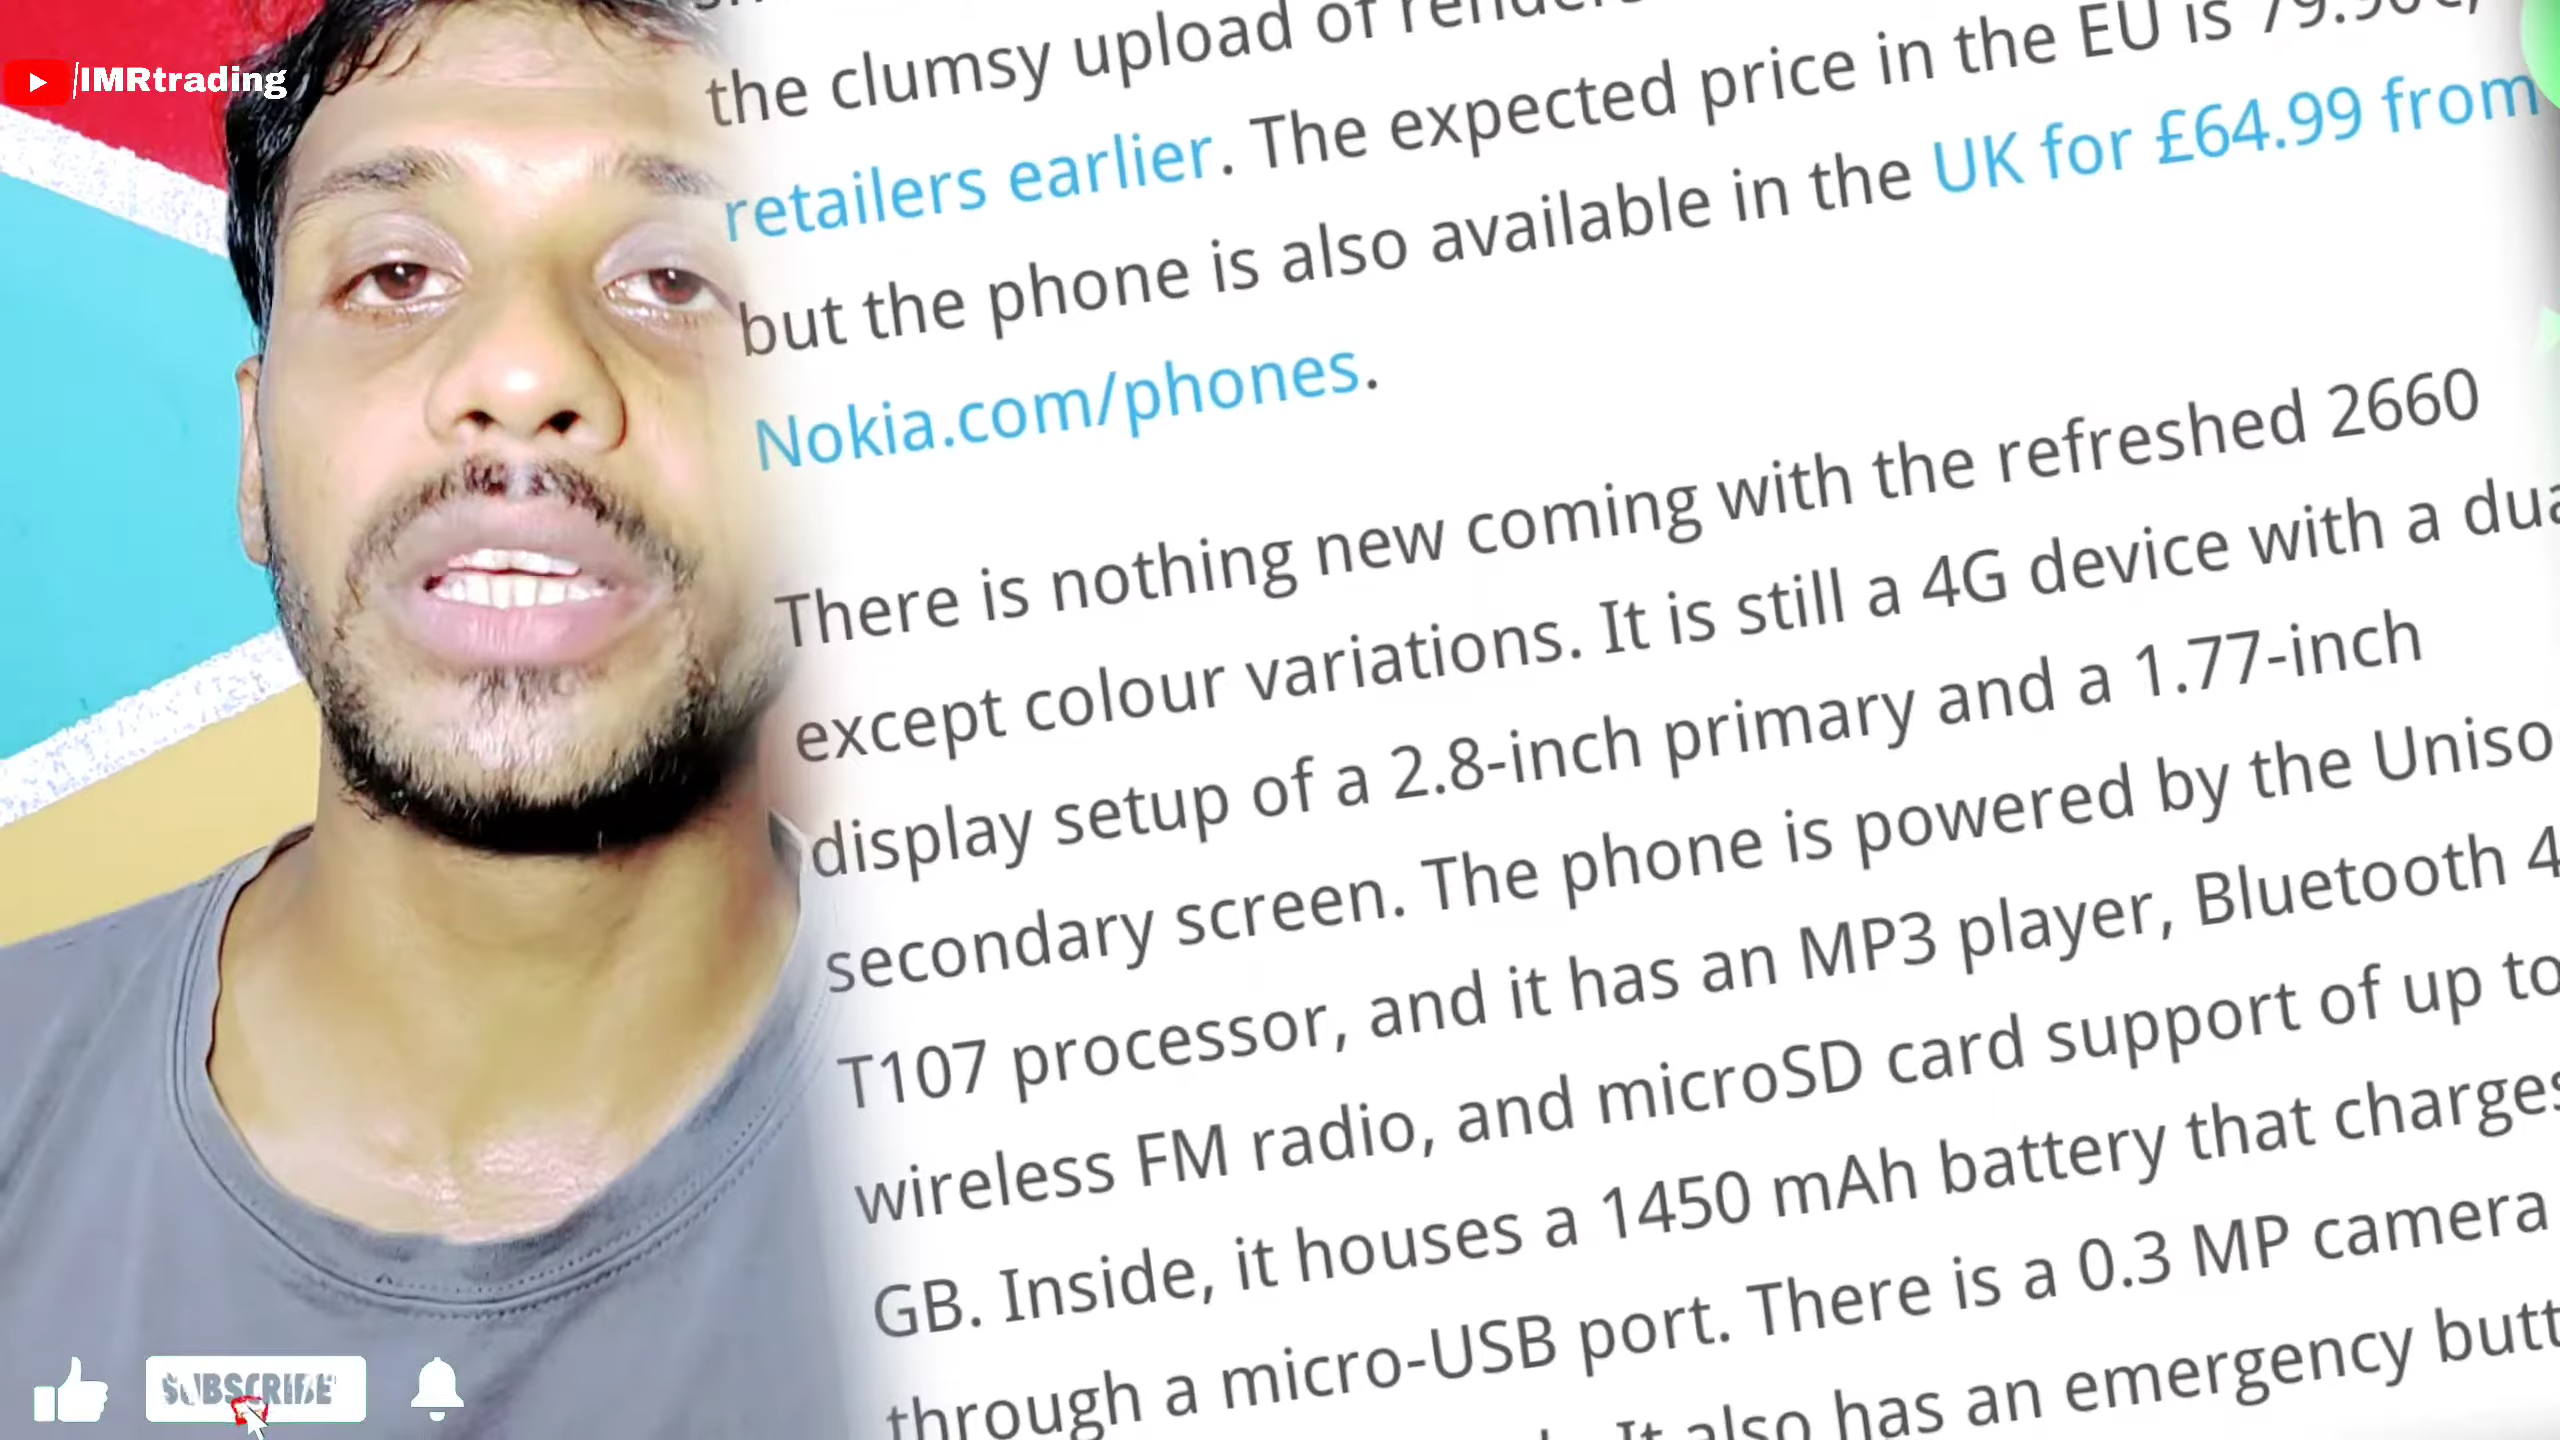 /IMRtrading
the clumsy upload of
retailers earlier. The expected price in the EU is
but the phone is also available in the UK for £64.99 from
Nokia.com/phones.
There is nothing new coming with the refreshed 2660
except colour variations. It is still a 4G device with a
display setup of a 2.8-inch primary and a 1.77-inch
secondary screen. The phone is powered by the
T107 processor, and it has an MP3 player, Bluetooth
wireless FM radio, and microSD card support of up to
GB. Inside, it houses a 1450 mAh battery that charges
through a micro-USB port. There is a 0.3 MP camera
It also has an emergency
SUBSCRIBE